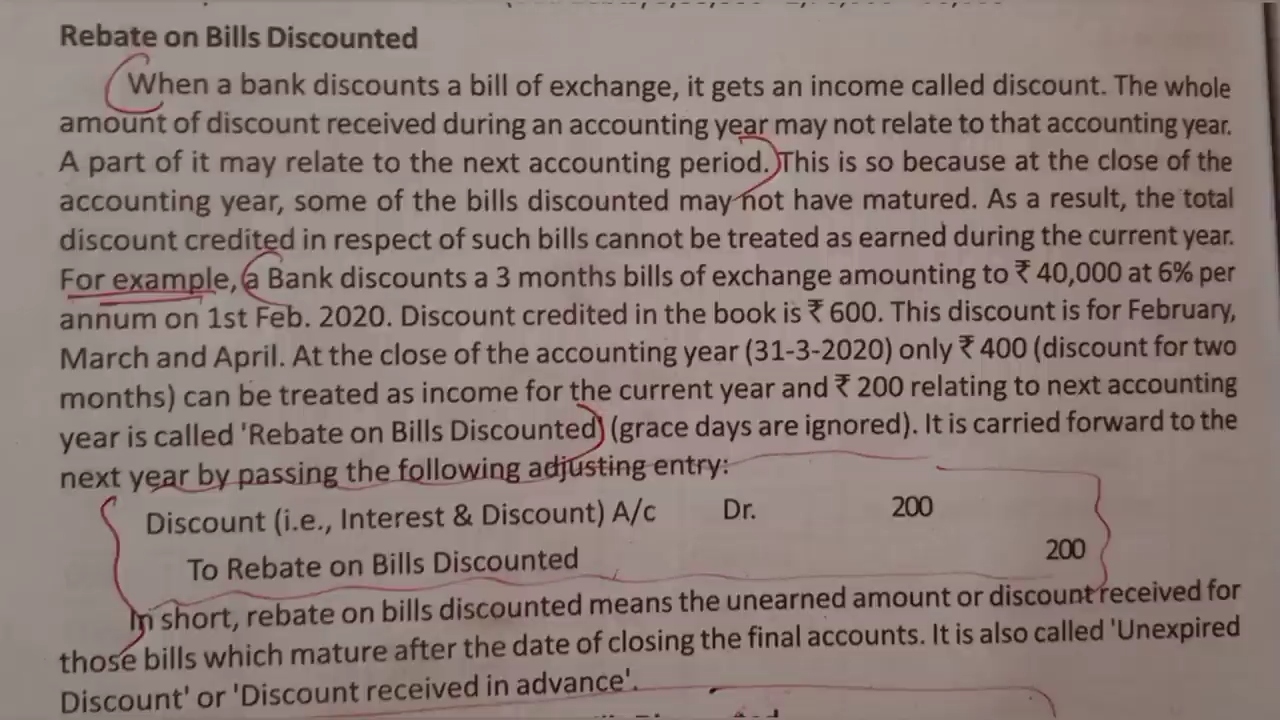 Rebate on Bills Discounted
When a bank discounts a bill of exchange, it gets an income called discount. The whole
amount of discount received during an accounting year may not relate to that accounting year.
A part of it may relate to the next accounting period. This is so because at the close of the
accounting year, some of the bills discounted may not have matured. As a result, the total
discount credited in respect of such bills cannot be treated as earned during the current year.
For example, a Bank discounts a 3 months bills of exchange amounting to ₹ 40,000 at 6% per
annum on 1st Feb. 2020. Discount credited in the book is ₹ 600. This discount is for February,
March and April. At the close of the accounting year (31-3-2020) only ₹ 400 (discount for two
months) can be treated as income for the current year and ₹ 200 relating to next accounting
year is called 'Rebate on Bills Discounted) (grace days are ignored). It is carried forward to the
next year by passing the following adjusting entry:
Discount (i.e., Interest & Discount) A/c Dr. 200
To Rebate on Bills Discounted 200
In short, rebate on bills discounted means the unearned amount or discount received for
those bills which mature after the date of closing the final accounts. It is also called 'Unexpired
Discount' or 'Discount received in advance'.